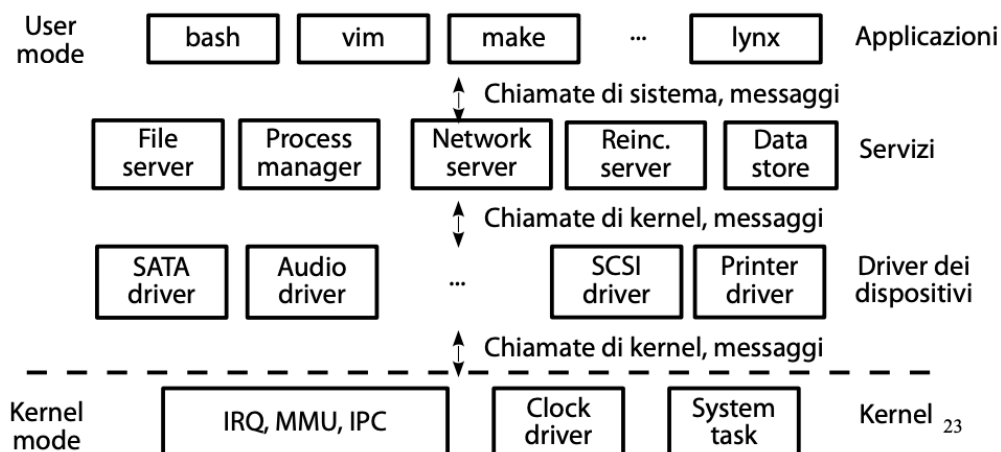 User mode
bash vim make ... lynx Applicazioni
Chiamate di sistema, messaggi
File server Process manager Network server Reinc. server Data store Servizi
Chiamate di kernel, messaggi
SATA driver Audio driver ... SCSI driver Printer driver Driver dei dispositivi
Chiamate di kernel, messaggi
Kernel mode IRQ, MMU, IPC Clock driver System task Kernel 23